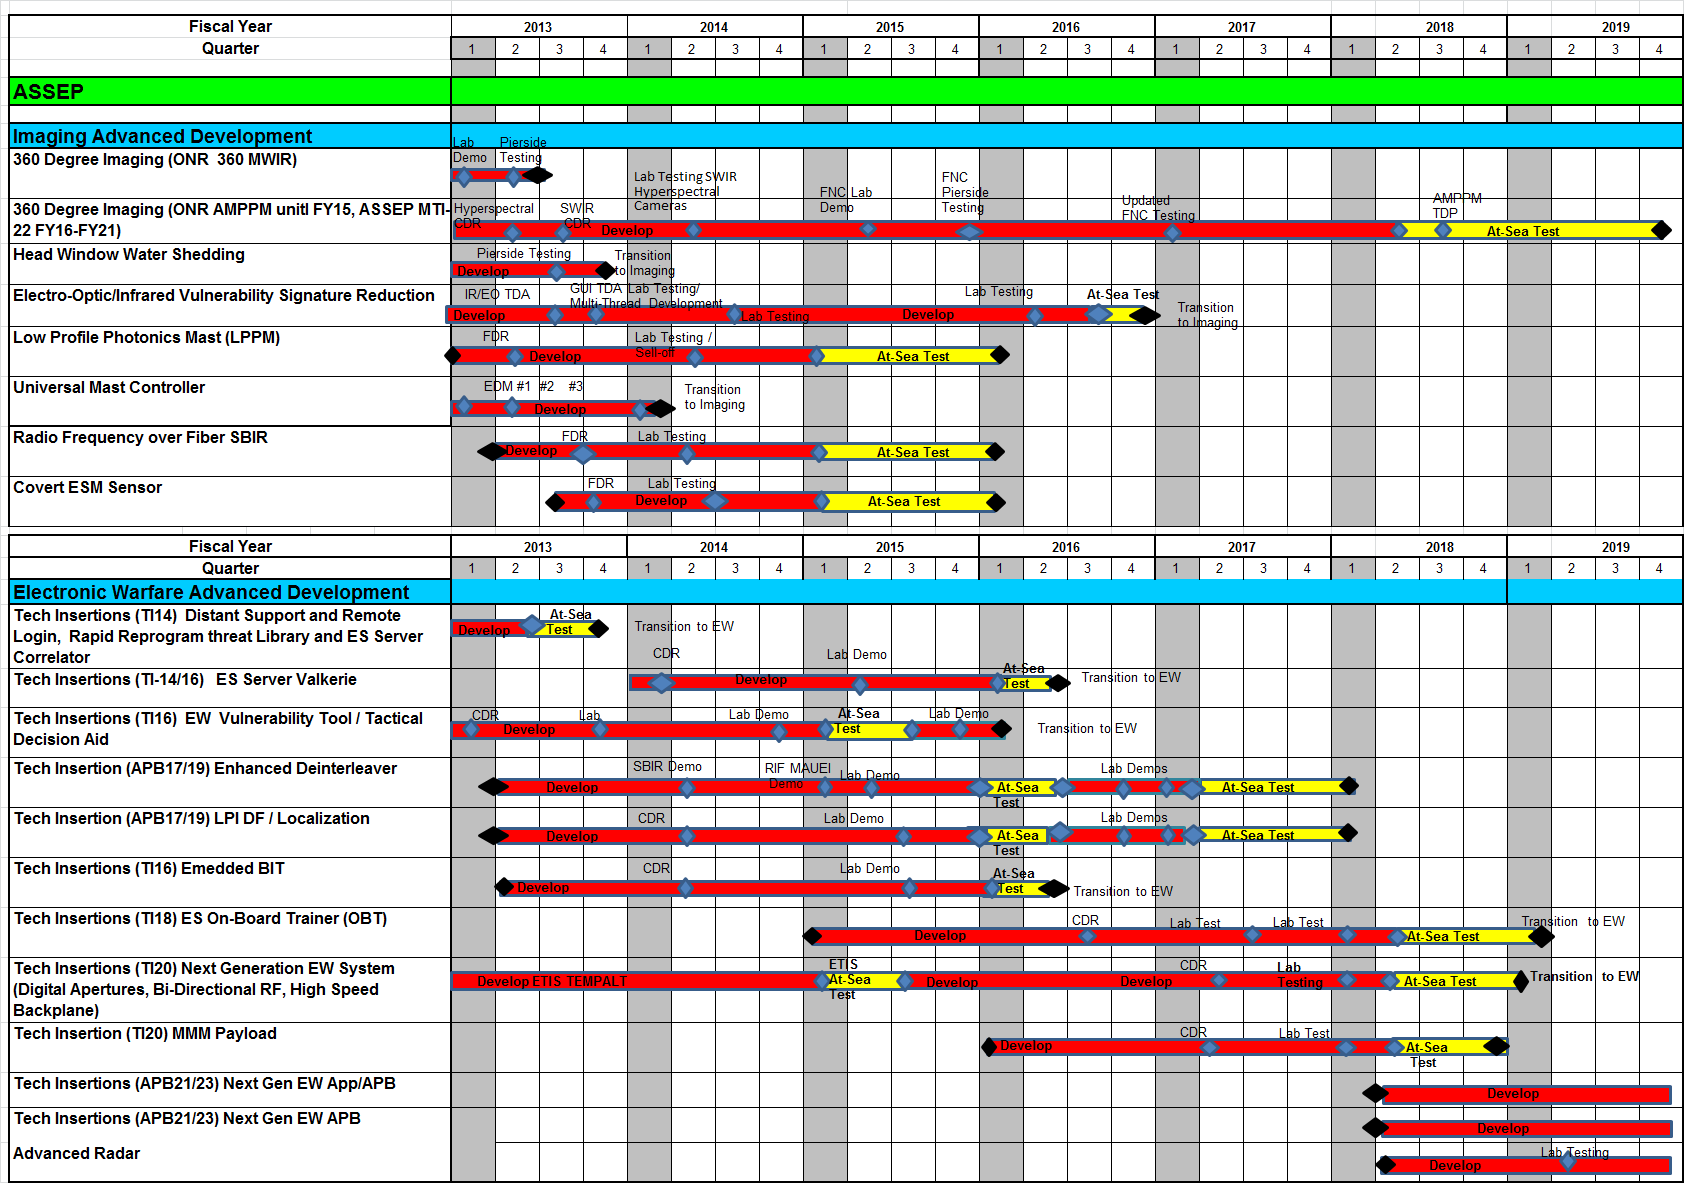 Fiscal Year 2013 2014 2015 2016 2017 2018 2019
Quarter 1 2 3 4 1 2 3 4 1 2 3 4 1 2 3 4 1 2 3 4 1 2 3 4 1 2 3 4
ASSEP
Imaging Advanced Development
360 Degree Imaging (ONR  360 MWIR)
Lab
Demo
Pierside
Testing
360 Degree Imaging (ONR AMPPM unitl FY15, ASSEP MTI-
22 FY16-FY21)
Hyperspectral
CDR
SWIR
CDR
Develop
Lab Testing SWIR
Hyperspectral
Cameras
FNC Lab
Demo
FNC
Pierside
Testing
Updated
FNC Testing
AMPPM
TDP
At-Sea Test
Head Window Water Shedding
Pierside Testing
Develop
Transition
to Imaging
Electro-Optic/Infrared Vulnerability Signature Reduction
IR/EO TDA
Develop
GUI TDA Lab Testing/
Multi-Thread Development
Lab Testing
Develop
Lab Testing
At-Sea Test
Transition
to Imaging
Low Profile Photonics Mast (LPPM)
FDR
Develop
Lab Testing /
Sell-off
At-Sea Test
Universal Mast Controller
EDM #1 #2 #3
Develop
Transition
to Imaging
Radio Frequency over Fiber SBIR
FDR
Develop
Lab Testing
At-Sea Test
Covert ESM Sensor
FDR
Lab Testing
Develop
At-Sea Test
Fiscal Year 2013 2014 2015 2016 2017 2018 2019
Quarter 1 2 3 4 1 2 3 4 1 2 3 4 1 2 3 4 1 2 3 4 1 2 3 4 1 2 3 4
Electronic Warfare Advanced Development
Tech Insertions (TI14)  Distant Support and Remote
Login,  Rapid Reprogram threat Library and ES Server
Correlator
Develop
At-Sea
Test
Transition to EW
Tech Insertions (TI-14/16)   ES Server Valkerie
CDR
Develop
Lab Demo
At-Sea
Test
Transition to EW
Tech Insertions (TI16)  EW  Vulnerability Tool / Tactical
Decision Aid
CDR
Develop
Lab
Lab Demo
At-Sea
Test
Lab Demo
Transition to EW
Tech Insertion (APB17/19) Enhanced Deinterleaver
Develop
SBIR Demo
RIF MAUEI
Demo
Lab Demo
At-Sea
Test
Lab Demos
At-Sea Test
Tech Insertion (APB17/19) LPI DF / Localization
Develop
CDR
Lab Demo
At-Sea
Test
Lab Demos
At-Sea Test
Tech Insertions (TI16) Emedded BIT
Develop
CDR
Lab Demo
At-Sea
Test
Transition to EW
Tech Insertions (TI18) ES On-Board Trainer (OBT)
Develop
CDR
Lab Test
Lab Test
At-Sea Test
Transition to EW
Tech Insertions (TI20) Next Generation EW System
(Digital Apertures, Bi-Directional RF, High Speed
Backplane)
Develop ETIS TEMPALT
ETIS
At-Sea
Test
Develop
Develop
CDR
Lab
Testing
At-Sea Test
Transition to EW
Tech Insertion (TI20) MMM Payload
Develop
CDR
Lab Test
At-Sea
Test
Tech Insertions (APB21/23) Next Gen EW App/APB
Develop
Tech Insertions (APB21/23) Next Gen EW APB
Develop
Advanced Radar
Develop
Lab Testing